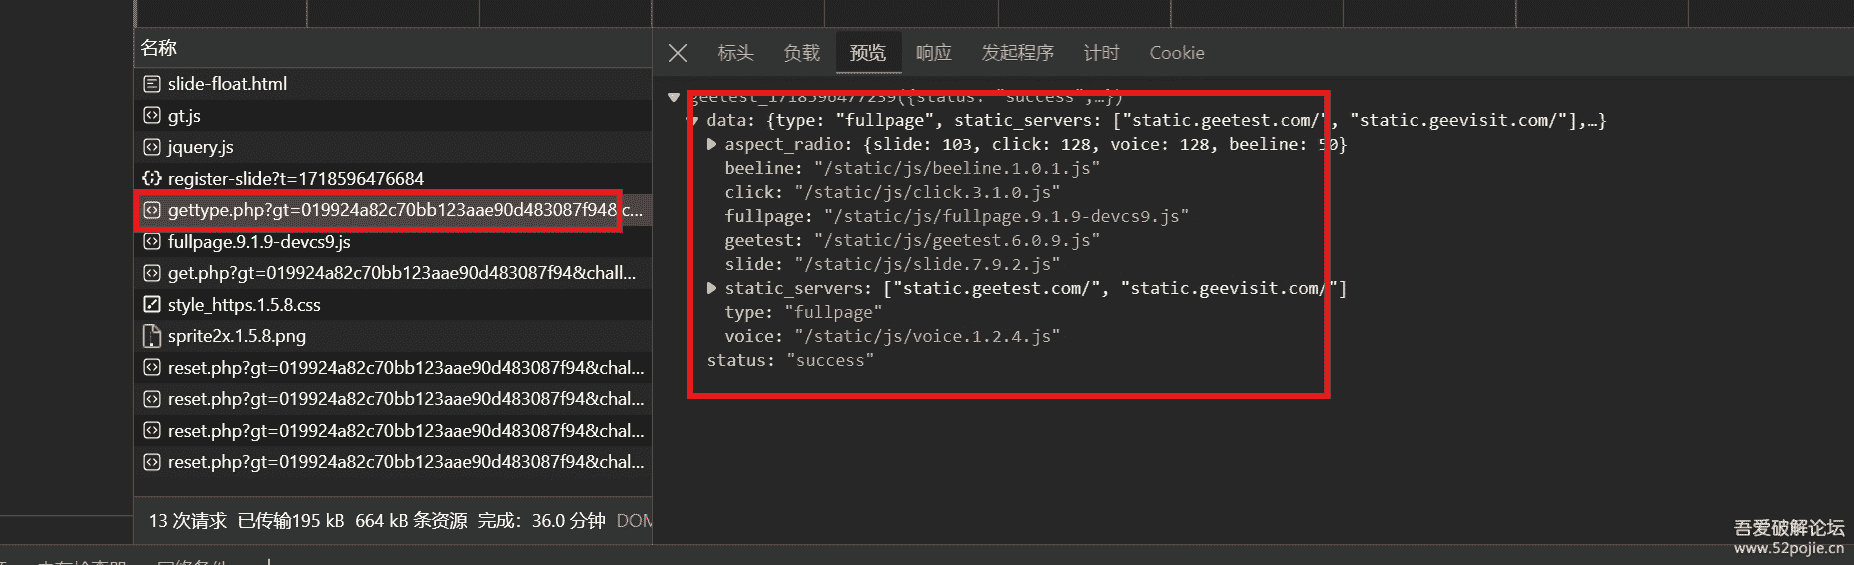 名称
slide-float.html
gt.js
jquery.js
register-slide?t=1718596476684
gettype.php?gt=019924a82c70bb123aae90d483087f948 c...
fullpage.9.1.9-devcs9.js
get.php?gt=019924a82c70bb123aae90d483087f94&chall...
style_https.1.5.8.css
sprite2x.1.5.8.png
reset.php?gt=019924a82c70bb123aae90d483087f94&chal...
reset.php?gt=019924a82c70bb123aae90d483087f94&chal...
reset.php?gt=019924a82c70bb123aae90d483087f94&chal...
reset.php?gt=019924a82c70bb123aae90d483087f94&chal...
13 次请求 已传输195 kB 664 kB 条资源 完成: 36.0 分钟 DOM
标头 负载 预览 响应 发起程序 计时 Cookie
geetest_1718596477239({status: "success",…})
data: {type: "fullpage", static_servers: ["static.geetest.com/", "static.geevisit.com/"],…}
aspect_radio: {slide: 103, click: 128, voice: 128, beeline: 50}
beeline: "/static/js/beeline.1.0.1.js"
click: "/static/js/click.3.1.0.js"
fullpage: "/static/js/fullpage.9.1.9-devcs9.js"
geetest: "/static/js/geetest.6.0.9.js"
slide: "/static/js/slide.7.9.2.js"
static_servers: ["static.geetest.com/", "static.geevisit.com/"]
type: "fullpage"
voice: "/static/js/voice.1.2.4.js"
status: "success"
吾爱破解论坛
www.52pojie.cn